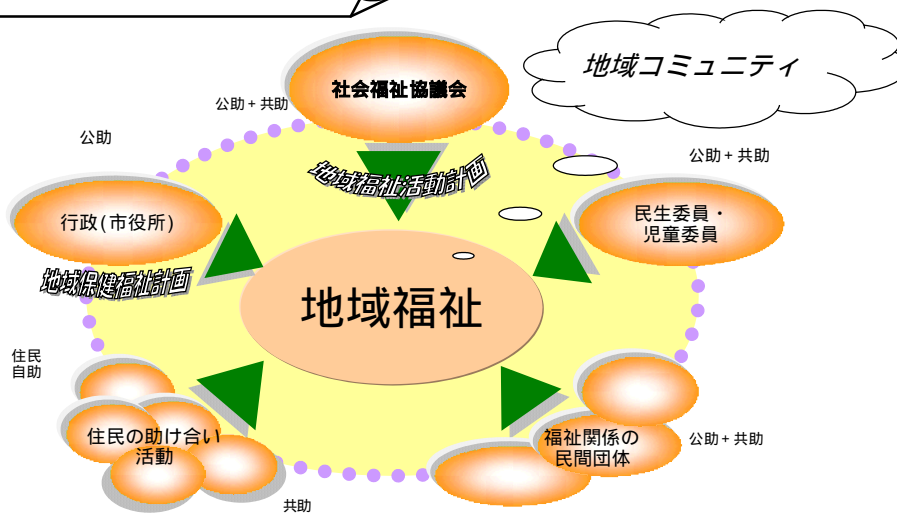 地域コミュニティ
社会福祉協議会
公助+共助
公助
地域福祉活動計画
公助+共助
行政(市役所)
民生委員・
児童委員
地域保健福祉計画
地域福祉
住民
自助
住民の助け合い
活動
福祉関係の
民間団体
公助+共助
共助